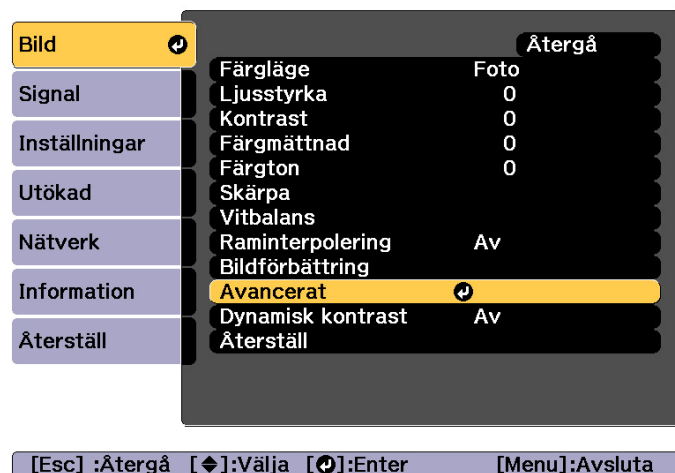 Bild
Signal
Inställningar
Utökad
Nätverk
Information
Återställ
Återgå
Färgläge Foto
Ljusstyrka 0
Kontrast 0
Färgmättnad 0
Färgton 0
Skärpa
Vitbalans
Raminterpolering Av
Bildförbättring
Avancerat
Dynamisk kontrast Av
Återställ
[Esc] :Återgå [◆]:Välja [↵]:Enter [Menu]:Avsluta